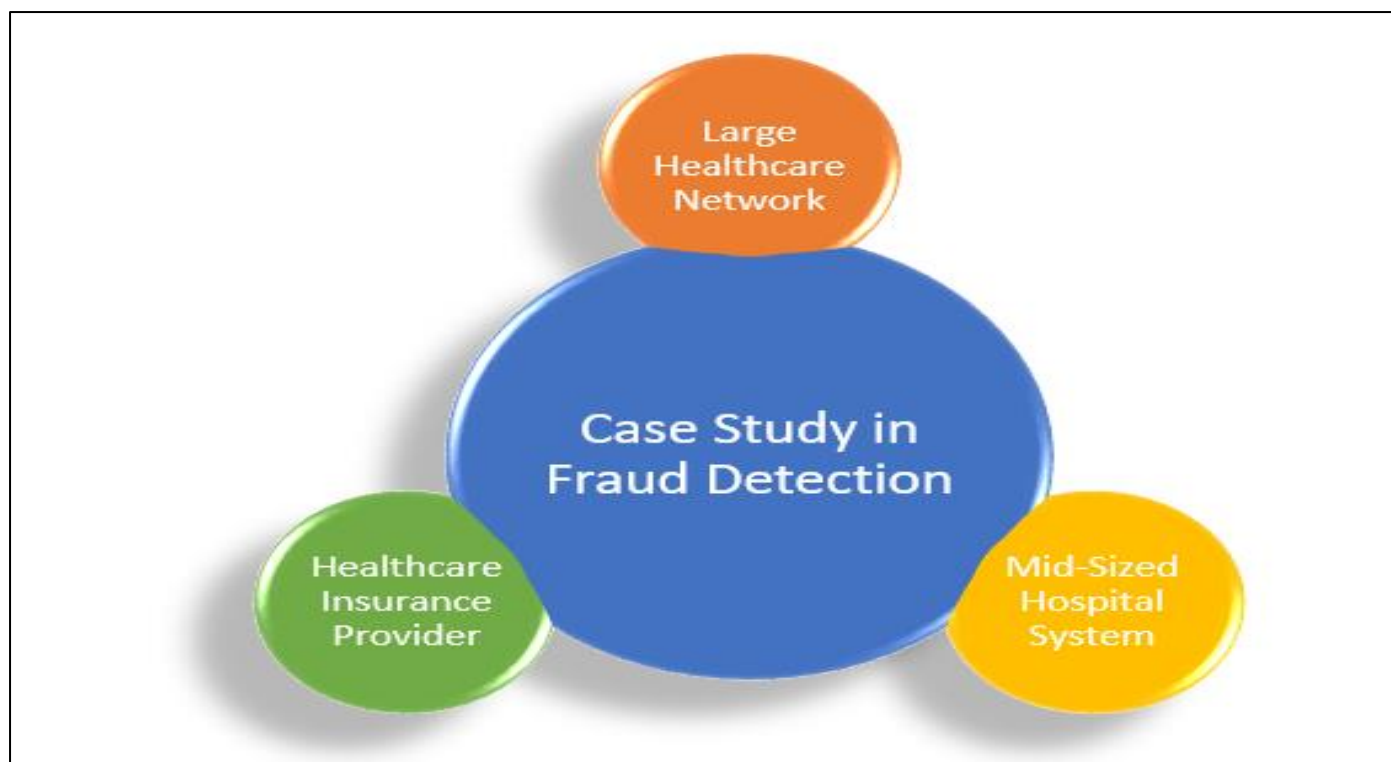 Large
Healthcare
Network
Case Study in
Fraud Detection
Healthcare
Insurance
Provider
Mid-Sized
Hospital
System